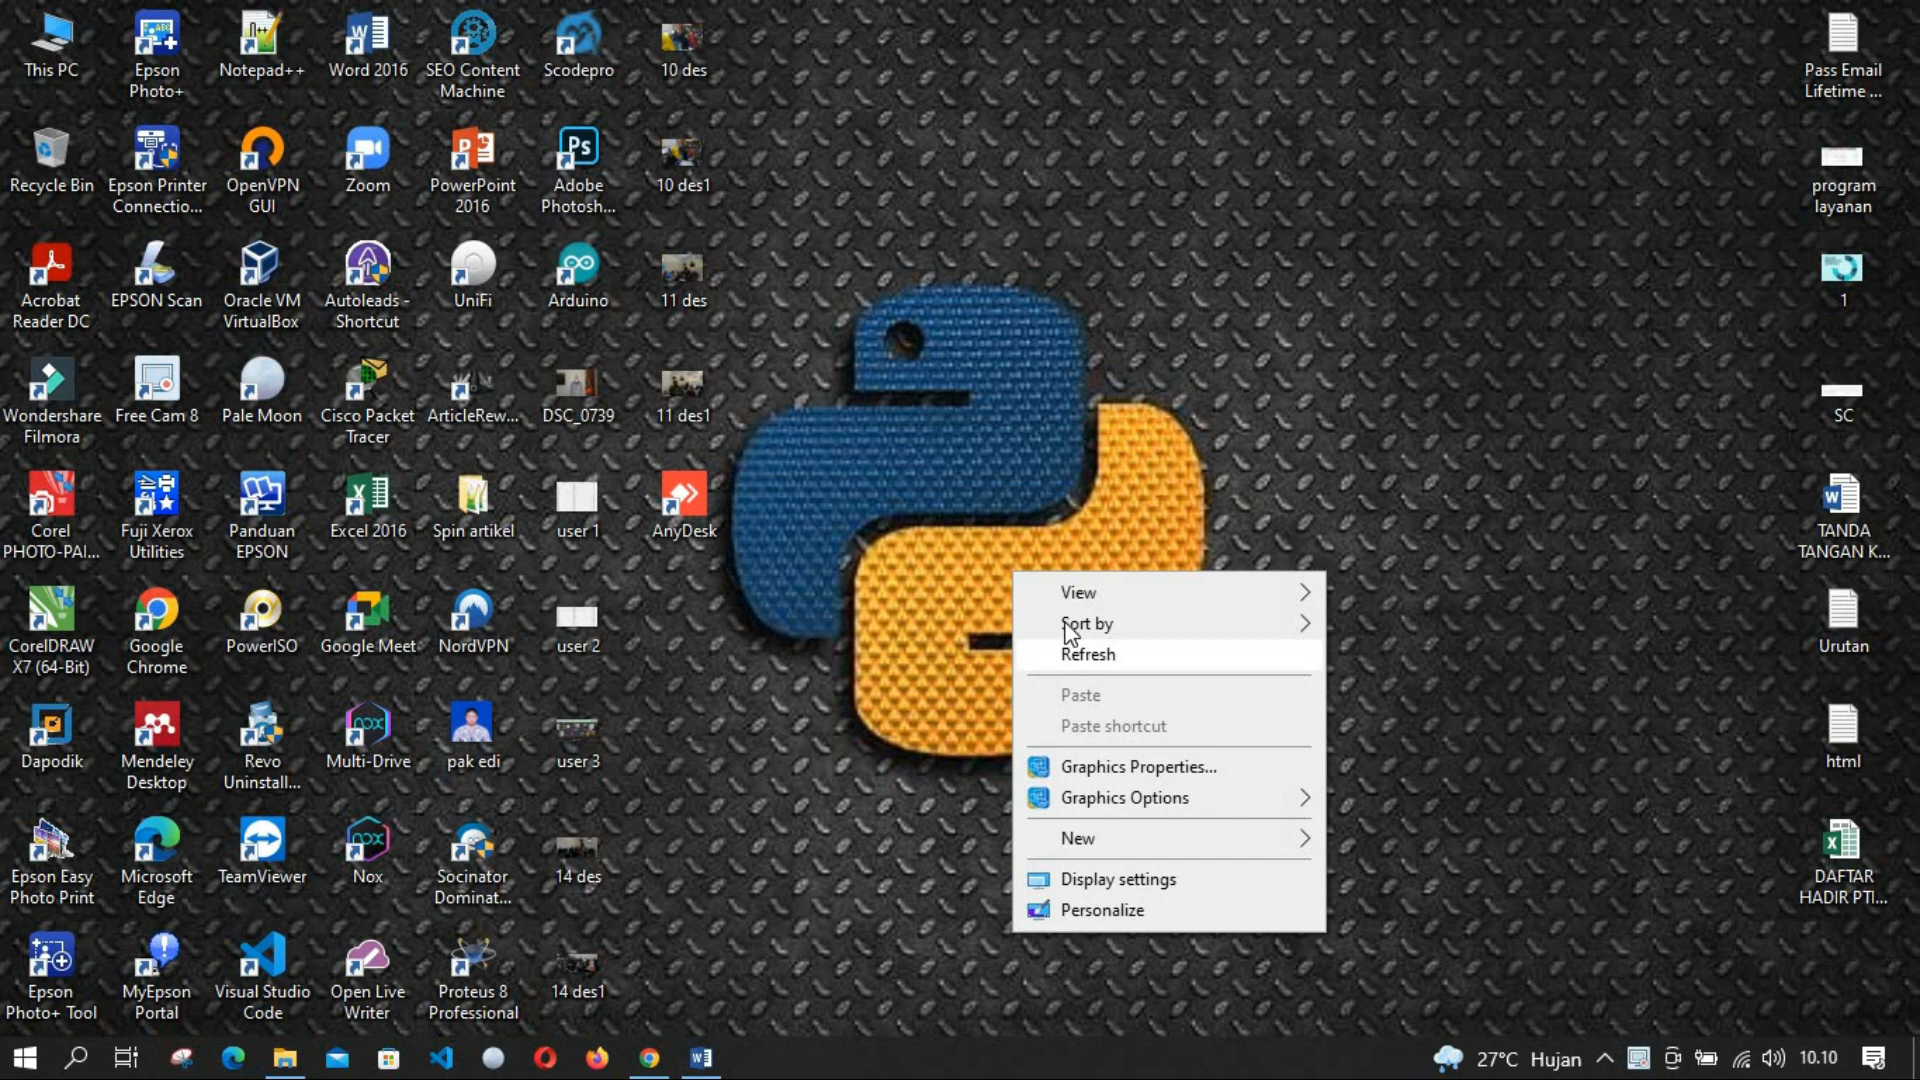 This PC
Epson
Photo+
Notepad++
Word 2016
SEO Content
Machine
Scodepro
10 des
Pass Email
Lifetime ...
Recycle Bin
Epson Printer
Connectio...
OpenVPN
GUI
Zoom
PowerPoint
2016
Ps
Adobe
Photosh...
10 des1
program
layanan
Acrobat
Reader DC
EPSON Scan
Oracle VM
VirtualBox
Autoleads -
Shortcut
UniFi
Arduino
11 des
1
Wondershare
Filmora
Free Cam 8
Pale Moon
Cisco Packet
Tracer
ArticleRew...
DSC_0739
11 des1
SC
Corel
PHOTO-PAI...
Fuji Xerox
Utilities
Panduan
EPSON
Excel 2016
Spin artikel
user 1
AnyDesk
TANDA
TANGAN K...
CorelDRAW
X7 (64-Bit)
Google
Chrome
PowerISO
Google Meet
NordVPN
user 2
Urutan
Dapodik
Mendeley
Desktop
Revo
Uninstall...
nox
Multi-Drive
pak edi
user 3
html
Epson Easy
Photo Print
Microsoft
Edge
TeamViewer
nox
Nox
Socinator
Dominat...
14 des
DAFTAR
HADIR PTI...
Epson
Photo+ Tool
MyEpson
Portal
Visual Studio
Code
Open Live
Writer
Proteus 8
Professional
14 des1
View
Sort by
Refresh
Paste
Paste shortcut
Graphics Properties...
Graphics Options
New
Display settings
Personalize
27°C Hujan
10.10